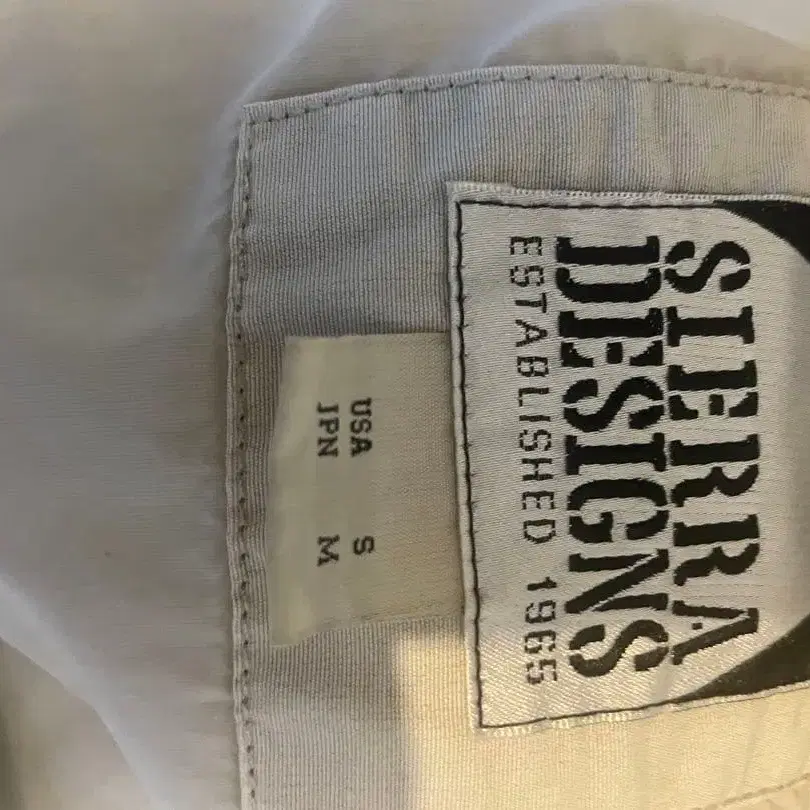 SIERRA
DESIGNS
ESTABLISHED 1965
USA S
JPN M